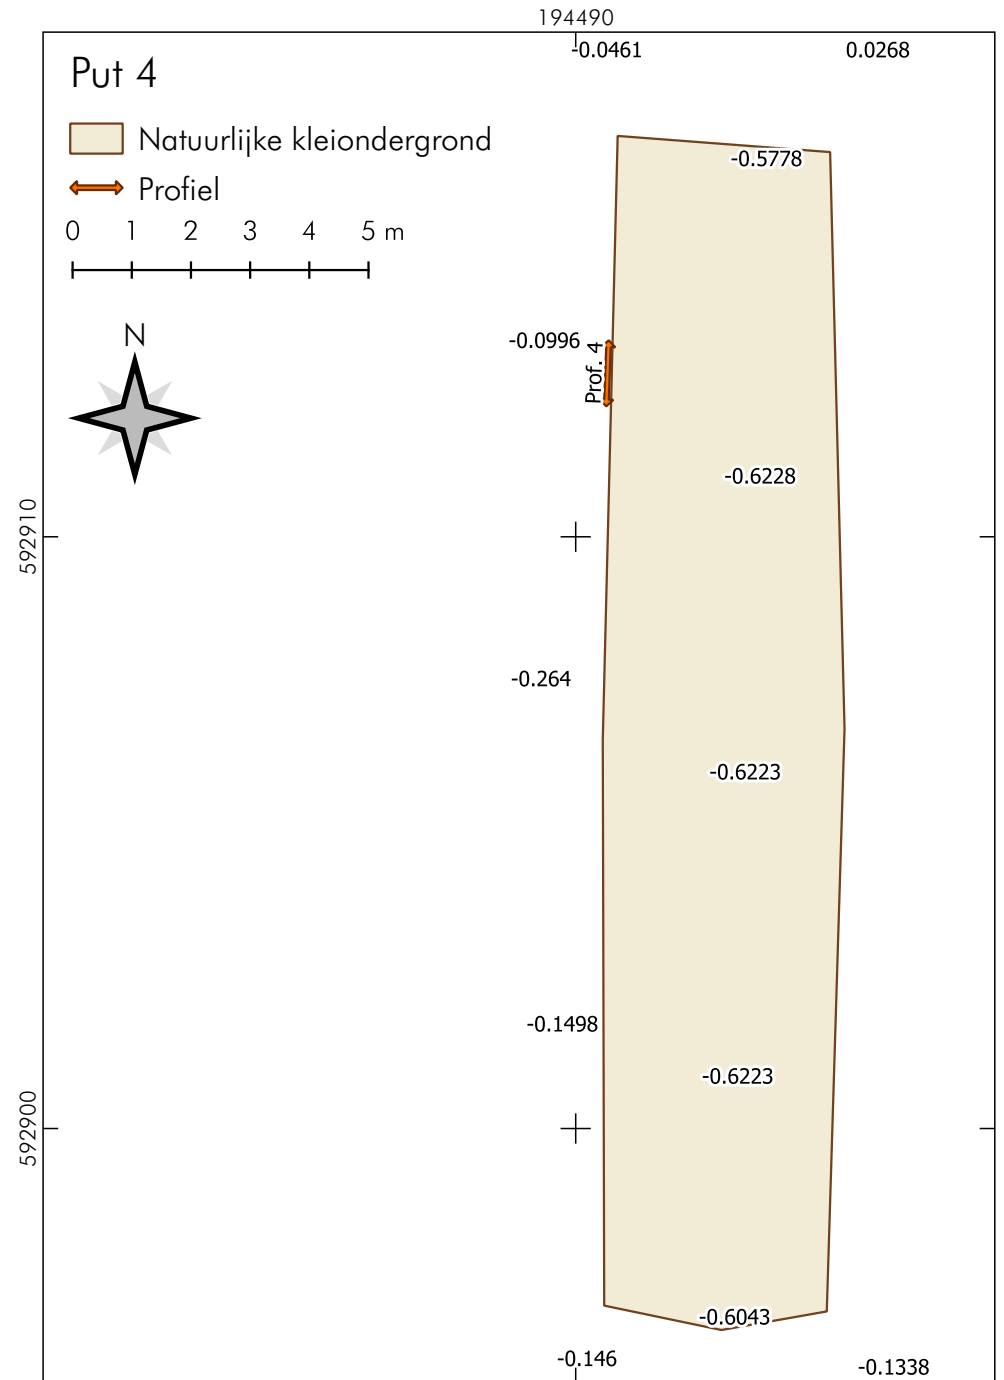 194490
-0.0461 0.0268
Put 4
Natuurlijke kleiondergrond
-0.5778
Profiel
0 1 2 3 4 5 m
N
-0.0996
Prof. 4
-0.6228
592910
-0.264
-0.6223
-0.1498
-0.6223
592900
-0.6043
-0.146
-0.1338